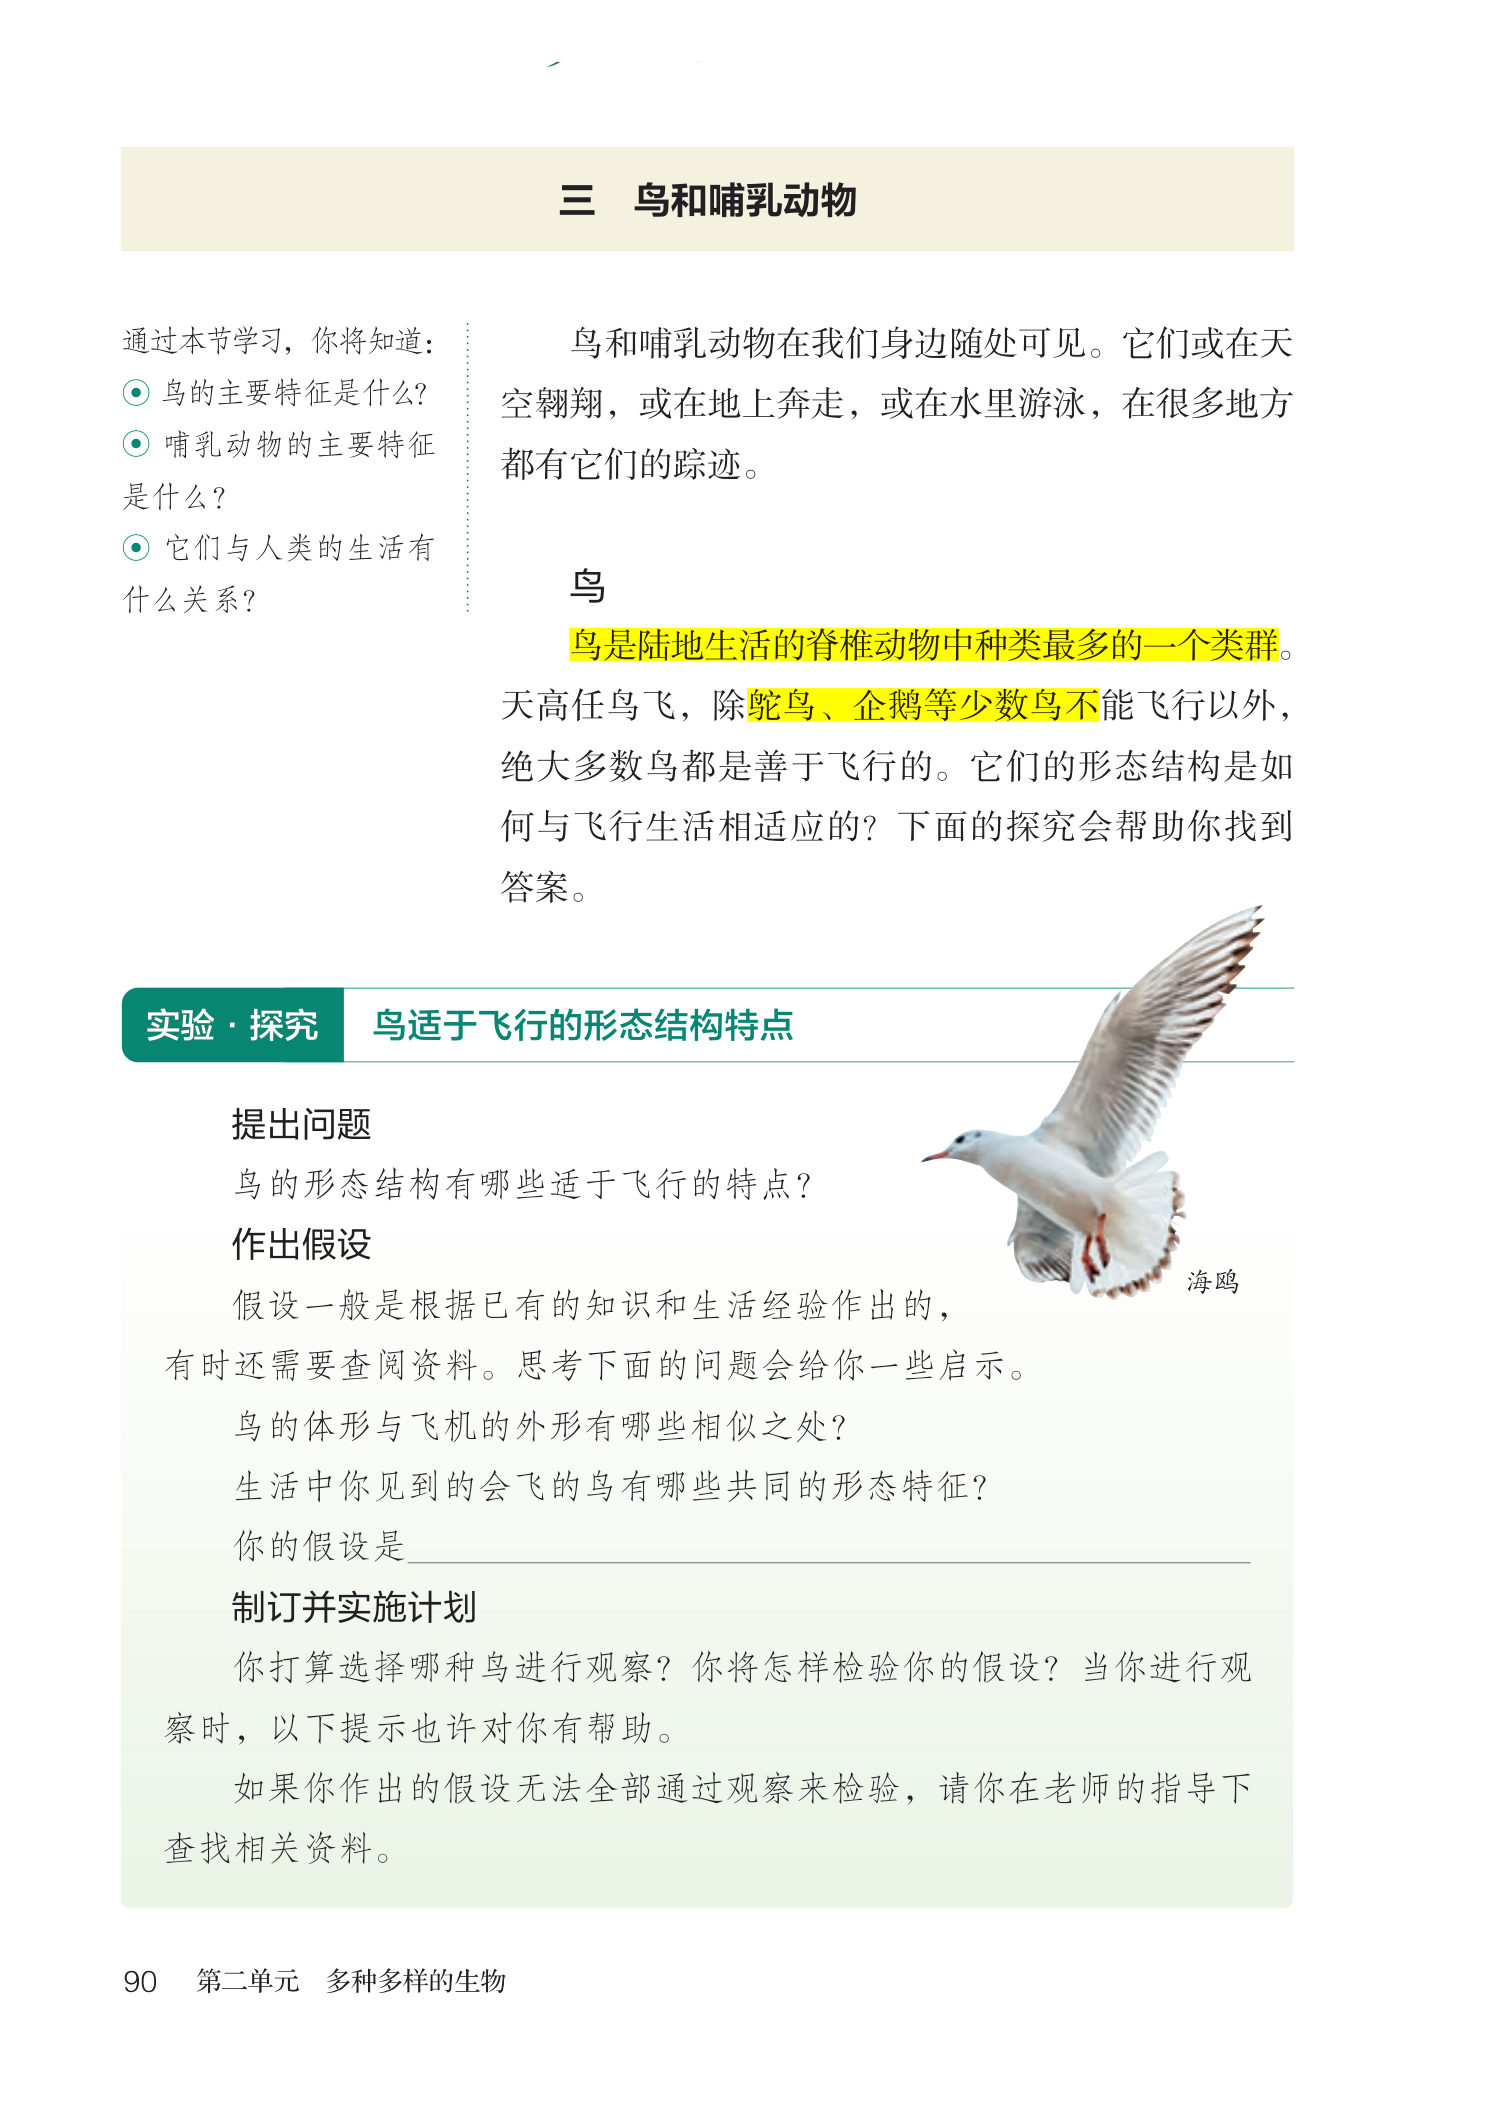 三 鸟和哺乳动物
通过本节学习，你将知道：
鸟的主要特征是什么？
哺乳动物的主要特征
是什么？
它们与人类的生活有
什么关系？
鸟和哺乳动物在我们身边随处可见。它们或在天
空翱翔，或在地上奔走，或在水里游泳，在很多地方
都有它们的踪迹。
鸟
鸟是陆地生活的脊椎动物中种类最多的一个类群。
天高任鸟飞，除鸵鸟、企鹅等少数鸟不能飞行以外，
绝大多数鸟都是善于飞行的。它们的形态结构是如
何与飞行生活相适应的？下面的探究会帮助你找到
答案。
实验·探究 鸟适于飞行的形态结构特点
提出问题
鸟的形态结构有哪些适于飞行的特点？
作出假设
海鸥
假设一般是根据已有的知识和生活经验作出的，
有时还需要查阅资料。思考下面的问题会给你一些启示。
鸟的体形与飞机的外形有哪些相似之处？
生活中你见到的会飞的鸟有哪些共同的形态特征？
你的假设是
制订并实施计划
你打算选择哪种鸟进行观察？你将怎样检验你的假设？当你进行观
察时，以下提示也许对你有帮助。
如果你作出的假设无法全部通过观察来检验，请你在老师的指导下
查找相关资料。
90 第二单元 多种多样的生物